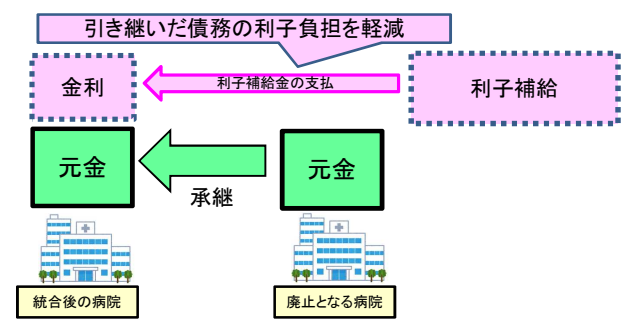 引き継いだ債務の利子負担を軽減
金利
利子補給金の支払
利子補給
元金
元金
承継
統合後の病院
廃止となる病院